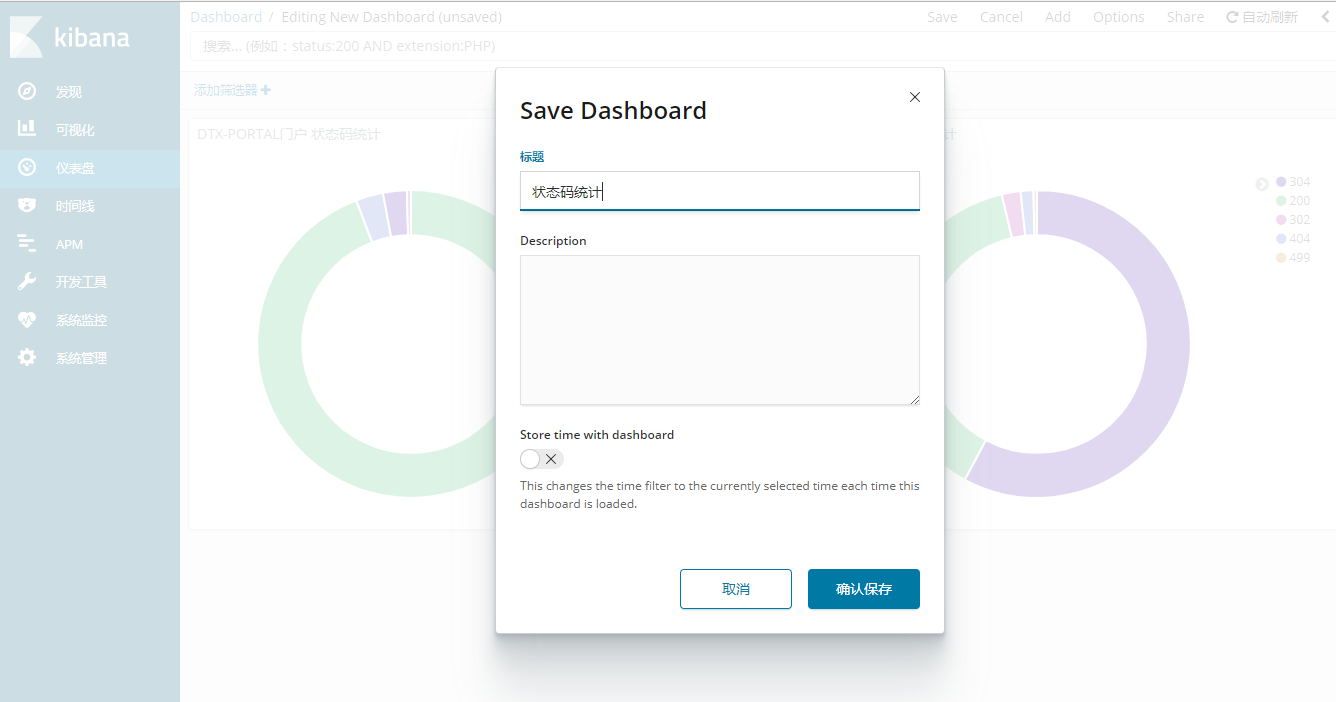 kibana
发现
可视化
仪表盘
时间线
APM
开发工具
系统监控
系统管理
Dashboard / Editing New Dashboard (unsaved)
Save Cancel Add Options Share 自动刷新
搜索... (例如：status:200 AND extension:PHP)
添加筛选器
DTX-PORTAL门户 状态码统计
计
304
200
302
404
499
Save Dashboard
标题
状态码统计
Description
Store time with dashboard
This changes the time filter to the currently selected time each time this
dashboard is loaded.
取消
确认保存